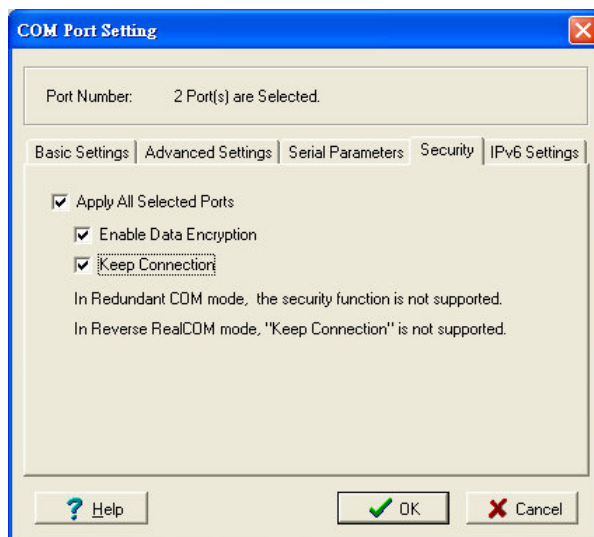 COM Port Setting
Port Number: 2 Port(s) are Selected.
Basic Settings Advanced Settings Serial Parameters Security IPv6 Settings
Apply All Selected Ports
Enable Data Encryption
Keep Connection
In Redundant COM mode, the security function is not supported.
In Reverse RealCOM mode, "Keep Connection" is not supported.
? Help OK Cancel